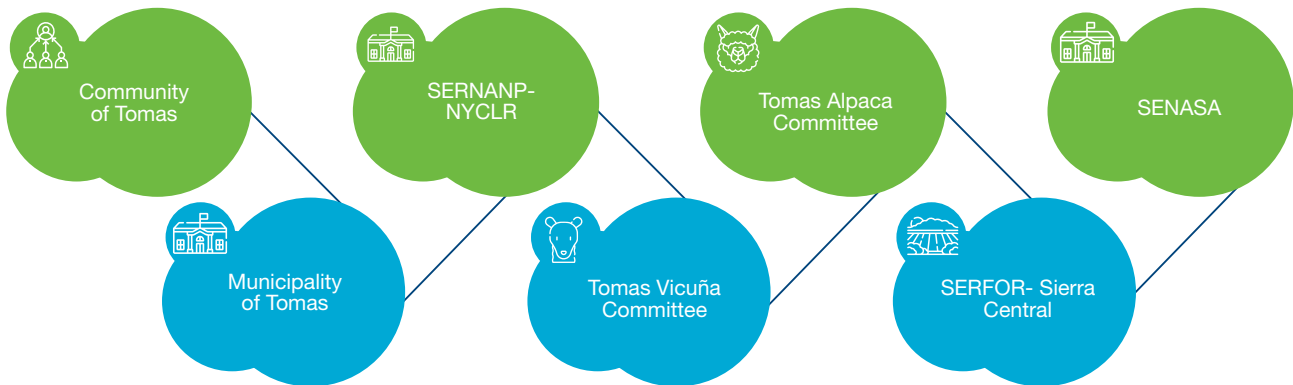 Community
of Tomas
Municipality
of Tomas
SERNANP-
NYCLR
Tomas Vicuña
Committee
Tomas Alpaca
Committee
SERFOR- Sierra
Central
SENASA